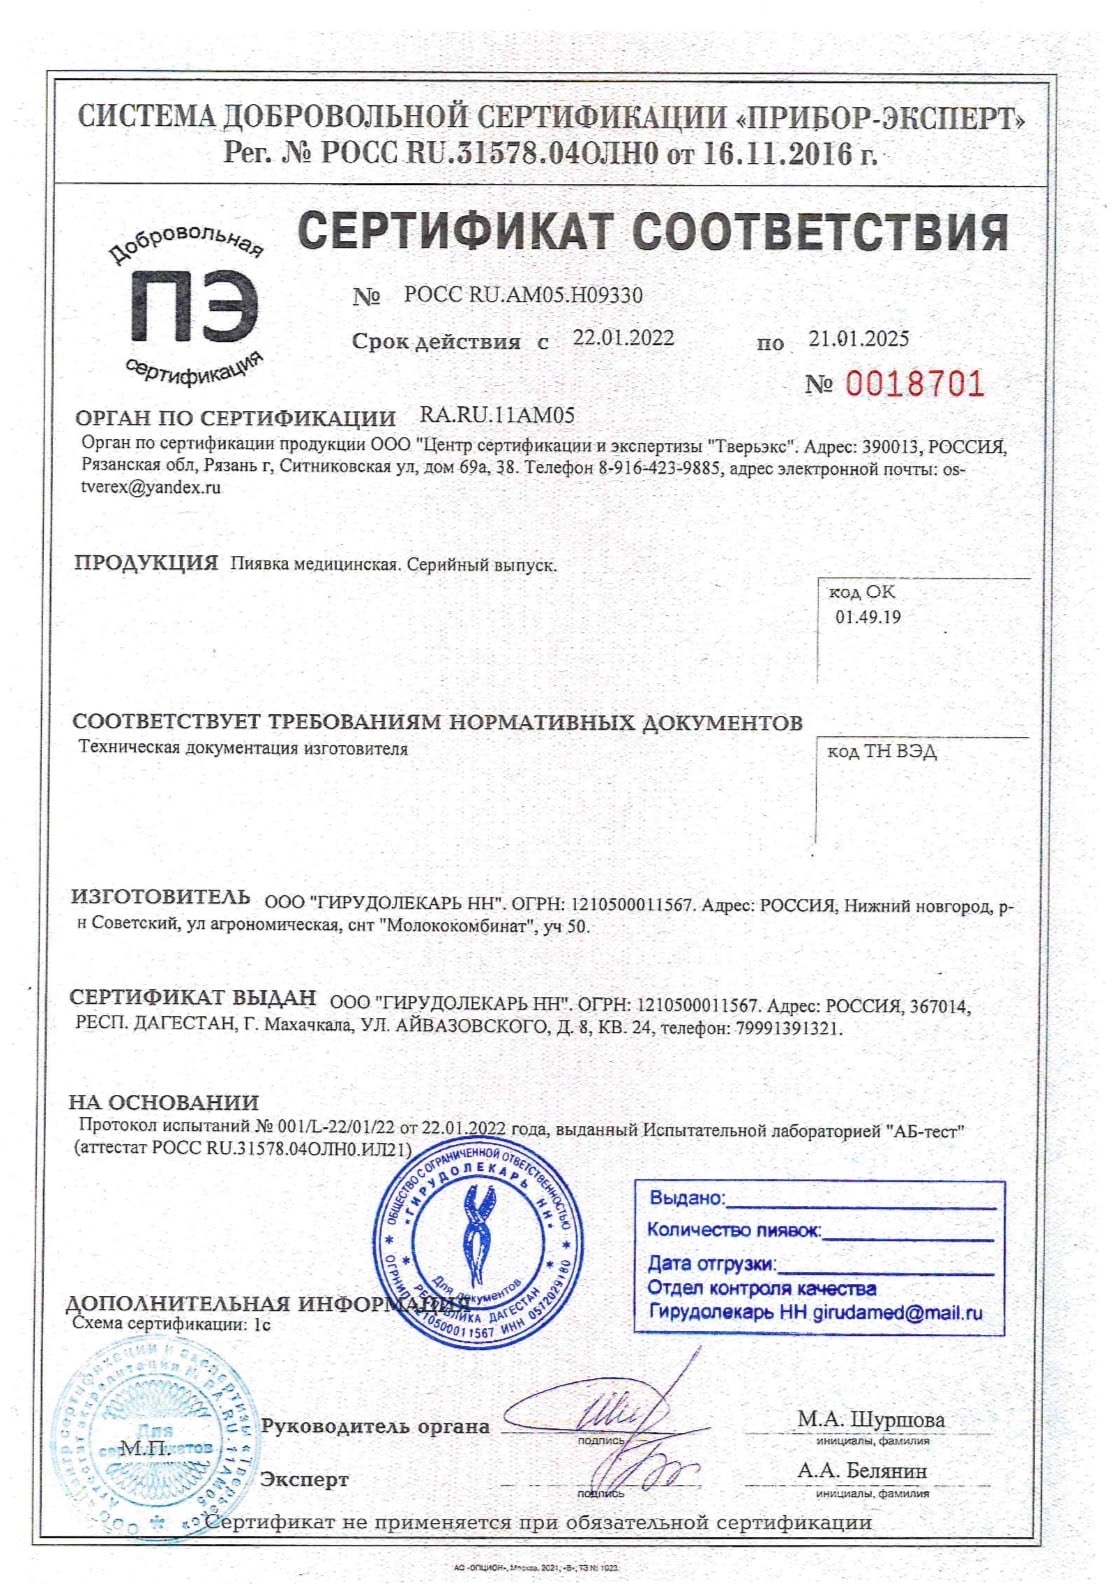 СИСТЕМА ДОБРОВОЛЬНОЙ СЕРТИФИКАЦИИ «ПРИБОР-ЭКСПЕРТ»
Рег. № РОСС RU.31578.04ОЛН0 от 16.11.2016 г.
Добровольная
ПЭ
сертификация
СЕРТИФИКАТ СООТВЕТСТВИЯ
№ РОСС RU.АМ05.Н09330
Срок действия с 22.01.2022 по 21.01.2025
№ 0018701
ОРГАН ПО СЕРТИФИКАЦИИ RA.RU.11АМ05
Орган по сертификации продукции ООО "Центр сертификации и экспертизы "Тверьэкс". Адрес: 390013, РОССИЯ,
Рязанская обл, Рязань г, Ситниковская ул, дом 69а, 38. Телефон 8-916-423-9885, адрес электронной почты: os-
tverex@yandex.ru
ПРОДУКЦИЯ Пиявка медицинская. Серийный выпуск.
код ОК
01.49.19
СООТВЕТСТВУЕТ ТРЕБОВАНИЯМ НОРМАТИВНЫХ ДОКУМЕНТОВ
Техническая документация изготовителя
код ТН ВЭД
ИЗГОТОВИТЕЛЬ ООО "ГИРУДОЛЕКАРЬ НН". ОГРН: 1210500011567. Адрес: РОССИЯ, Нижний новгород, р-
н Советский, ул агрономическая, снт "Молококомбинат", уч 50.
СЕРТИФИКАТ ВЫДАН ООО "ГИРУДОЛЕКАРЬ НН". ОГРН: 1210500011567. Адрес: РОССИЯ, 367014,
РЕСП. ДАГЕСТАН, Г. Махачкала, УЛ. АЙВАЗОВСКОГО, Д. 8, КВ. 24, телефон: 79991391321.
НА ОСНОВАНИИ
Протокол испытаний № 001/L-22/01/22 от 22.01.2022 года, выданный Испытательной лабораторией "АБ-тест"
(аттестат РОСС RU.31578.04ОЛН0.ИЛ21)
ОБЩЕСТВО С ОГРАНИЧЕННОЙ ОТВЕТСТВЕННОСТЬЮ
«ГИРУДОЛЕКАРЬ НН»
Для документов
РЕСПУБЛИКА ДАГЕСТАН
ОГРН 1210500011567 ИНН 0572029180
Выдано:
Количество пиявок:
Дата отгрузки:
Отдел контроля качества
Гирудолекарь НН girudamed@mail.ru
ДОПОЛНИТЕЛЬНАЯ ИНФОРМАЦИЯ
Схема сертификации: 1с
Для
М.П.
Руководитель органа
подпись
М.А. Шуршова
инициалы, фамилия
Эксперт
подпись
А.А. Белянин
инициалы, фамилия
Сертификат не применяется при обязательной сертификации
АО «ОПЦИОН», Москва, 2021, «В», ТЗ № 1023.